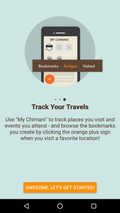 MY CHIMANI
Bookmarks Badges Visited
Track Your Travels
Use "My Chimani" to track places you visit and
events you attend - and browse the bookmarks
you create by clicking the orange plus sign
when you visit a favorite location!
AWESOME, LET'S GET STARTED!